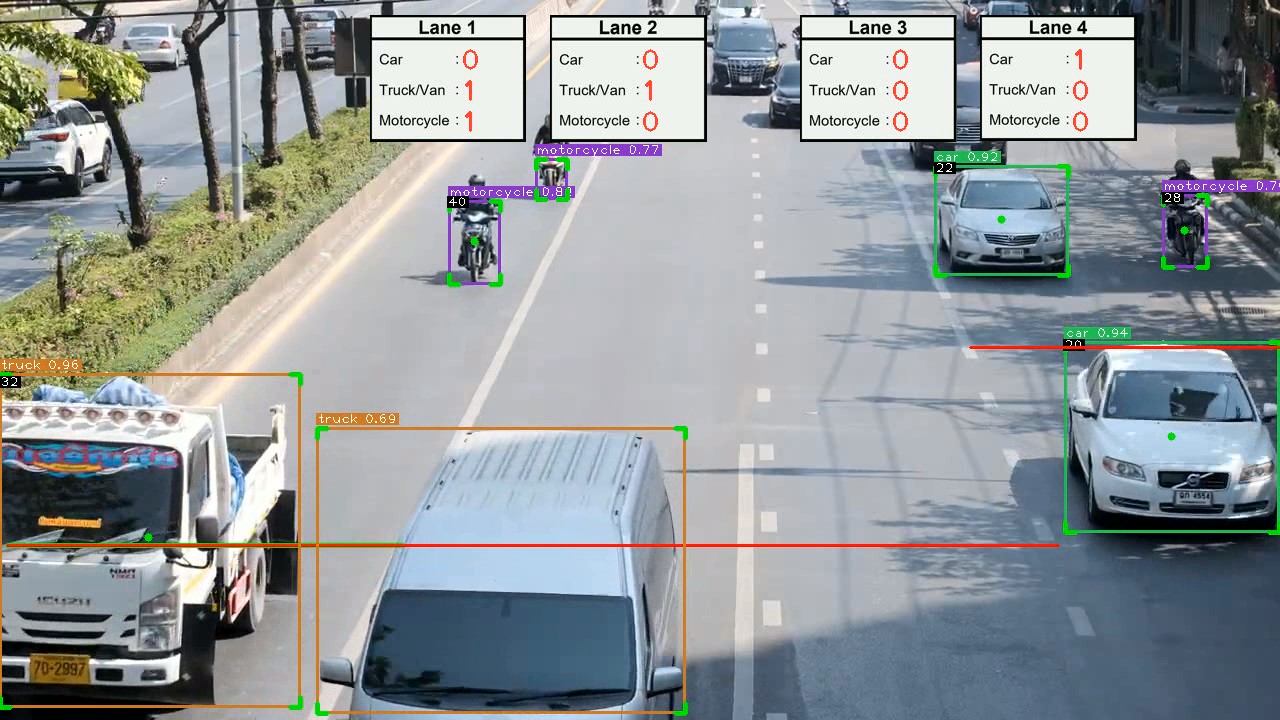 Lane 1
Car : 0
Truck/Van : 1
Motorcycle : 1
Lane 2
Car : 0
Truck/Van : 1
Motorcycle : 0
Lane 3
Car : 0
Truck/Van : 0
Motorcycle : 0
Lane 4
Car : 1
Truck/Van : 0
Motorcycle : 0
motorcycle 0.77
car 0.92
22
motorcycle 0.8
40
motorcycle 0.7
28
car 0.94
20
truck 0.96
32
truck 0.69
ISUZU
70-2997
4554